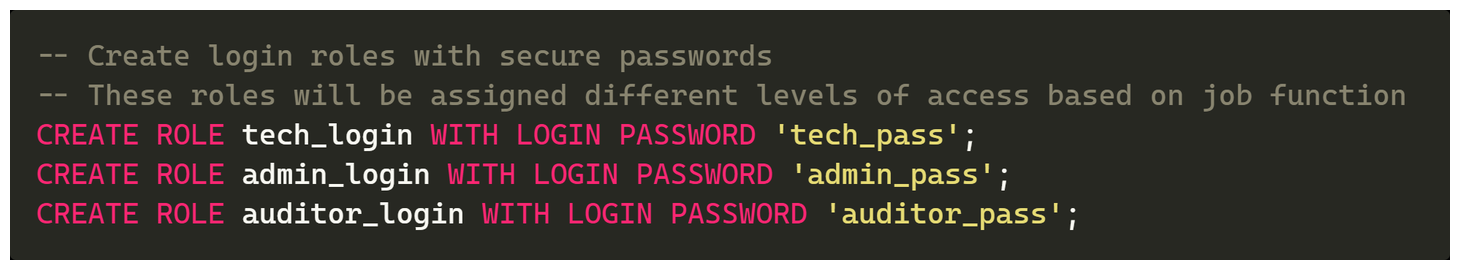 -- Create login roles with secure passwords
-- These roles will be assigned different levels of access based on job function
CREATE ROLE tech_login WITH LOGIN PASSWORD 'tech_pass';
CREATE ROLE admin_login WITH LOGIN PASSWORD 'admin_pass';
CREATE ROLE auditor_login WITH LOGIN PASSWORD 'auditor_pass';